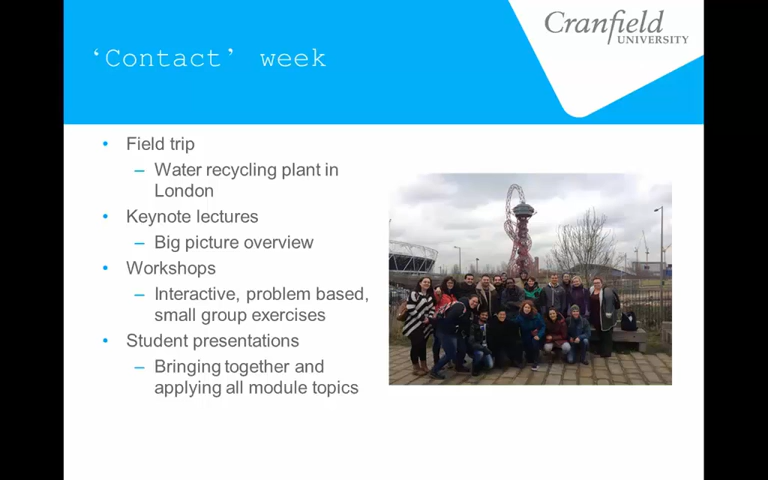 ‘Contact’ week
Cranfield
UNIVERSITY
• Field trip
– Water recycling plant in
London
• Keynote lectures
– Big picture overview
• Workshops
– Interactive, problem based,
small group exercises
• Student presentations
– Bringing together and
applying all module topics